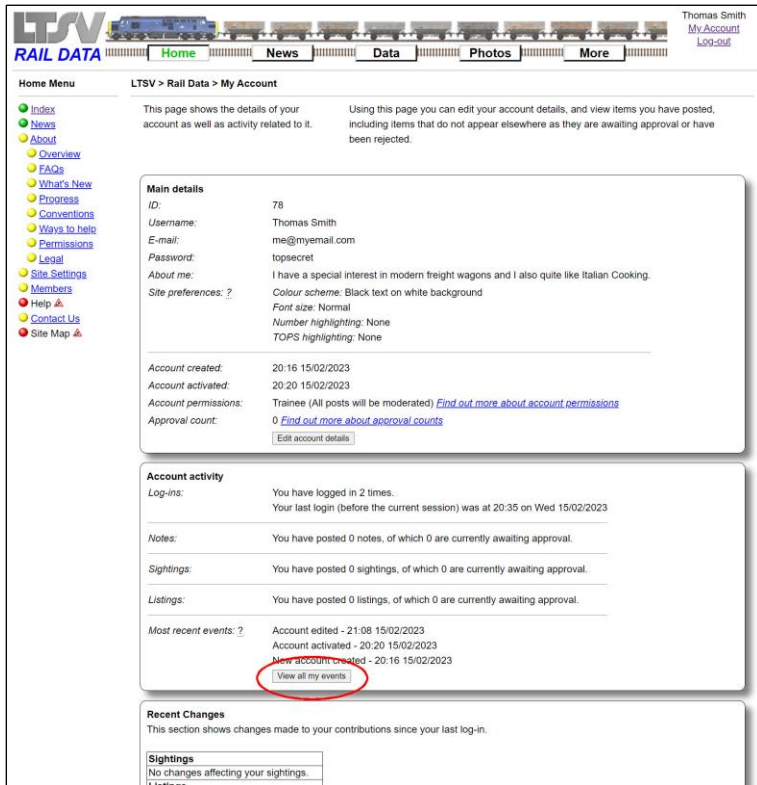 LTSV
RAIL DATA
Home
News
Data
Photos
More
Thomas Smith
My Account
Log-out
Home Menu
Index
News
About
Overview
FAQs
What's New
Progress
Conventions
Ways to help
Permissions
Legal
Site Settings
Members
Help
Contact Us
Site Map
LTSV > Rail Data > My Account
This page shows the details of your
account as well as activity related to it.
Using this page you can edit your account details, and view items you have posted,
including items that do not appear elsewhere as they are awaiting approval or have
been rejected.
Main details
ID: 78
Username: Thomas Smith
E-mail: me@myemail.com
Password: topsecret
About me: I have a special interest in modern freight wagons and I also quite like Italian Cooking.
Site preferences: ? Colour scheme: Black text on white background
Font size: Normal
Number highlighting: None
TOPS highlighting: None
Account created: 20:16 15/02/2023
Account activated: 20:20 15/02/2023
Account permissions: Trainee (All posts will be moderated) Find out more about account permissions
Approval count: 0 Find out more about approval counts
Edit account details
Account activity
Log-ins: You have logged in 2 times.
Your last login (before the current session) was at 20:35 on Wed 15/02/2023
Notes: You have posted 0 notes, of which 0 are currently awaiting approval.
Sightings: You have posted 0 sightings, of which 0 are currently awaiting approval.
Listings: You have posted 0 listings, of which 0 are currently awaiting approval.
Most recent events: ? Account edited - 21:08 15/02/2023
Account activated - 20:20 15/02/2023
New account created - 20:16 15/02/2023
View all my events
Recent Changes
This section shows changes made to your contributions since your last log-in.
Sightings
No changes affecting your sightings.
Listings